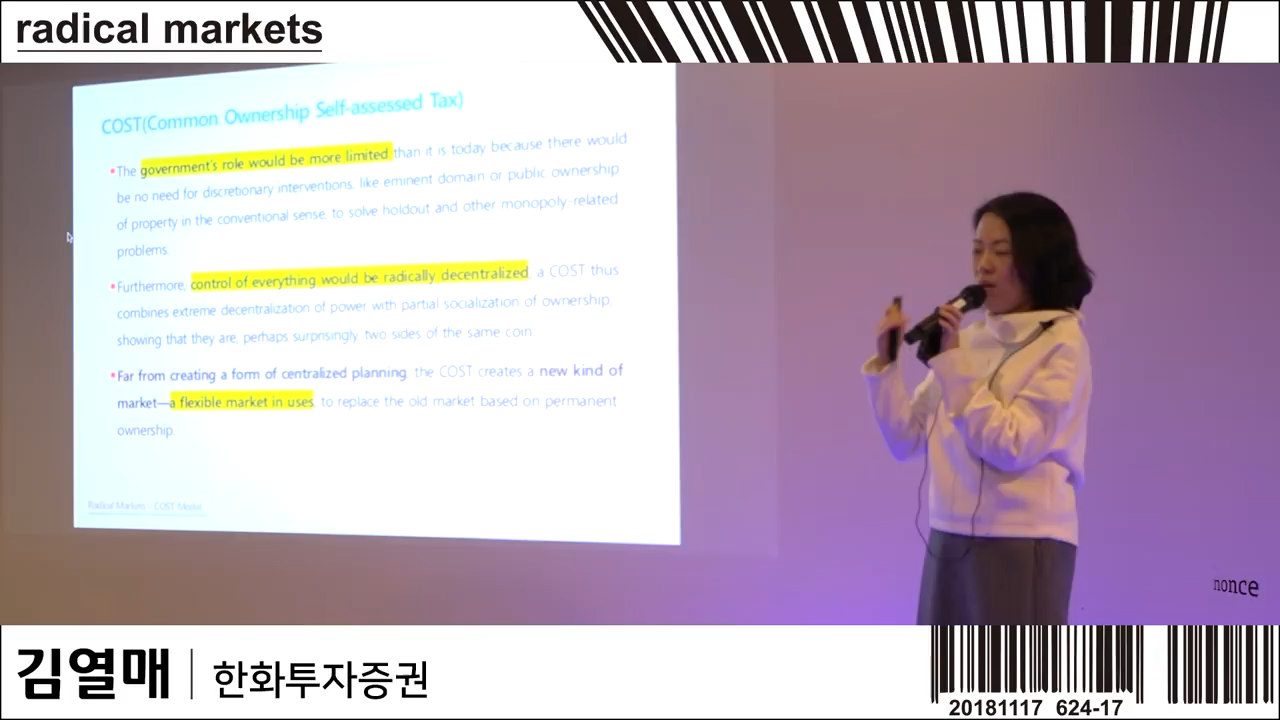 radical markets
COST(Common Ownership Self-assessed Tax)
The government's role would be more limited than it is today because there would
be no need for discretionary interventions, like eminent domain or public ownership
of property in the conventional sense, to solve holdout and other monopoly-related
problems.
Furthermore, control of everything would be radically decentralized a COST thus
combines extreme decentralization of power with partial socialization of ownership,
showing that they are, perhaps surprisingly, two sides of the same coin
Far from creating a form of centralized planning, the COST creates a new kind of
market—a flexible market in uses, to replace the old market based on permanent
ownership.
Radical Markets - COST Model
nonce
김열매 | 한화투자증권
20181117 624-17